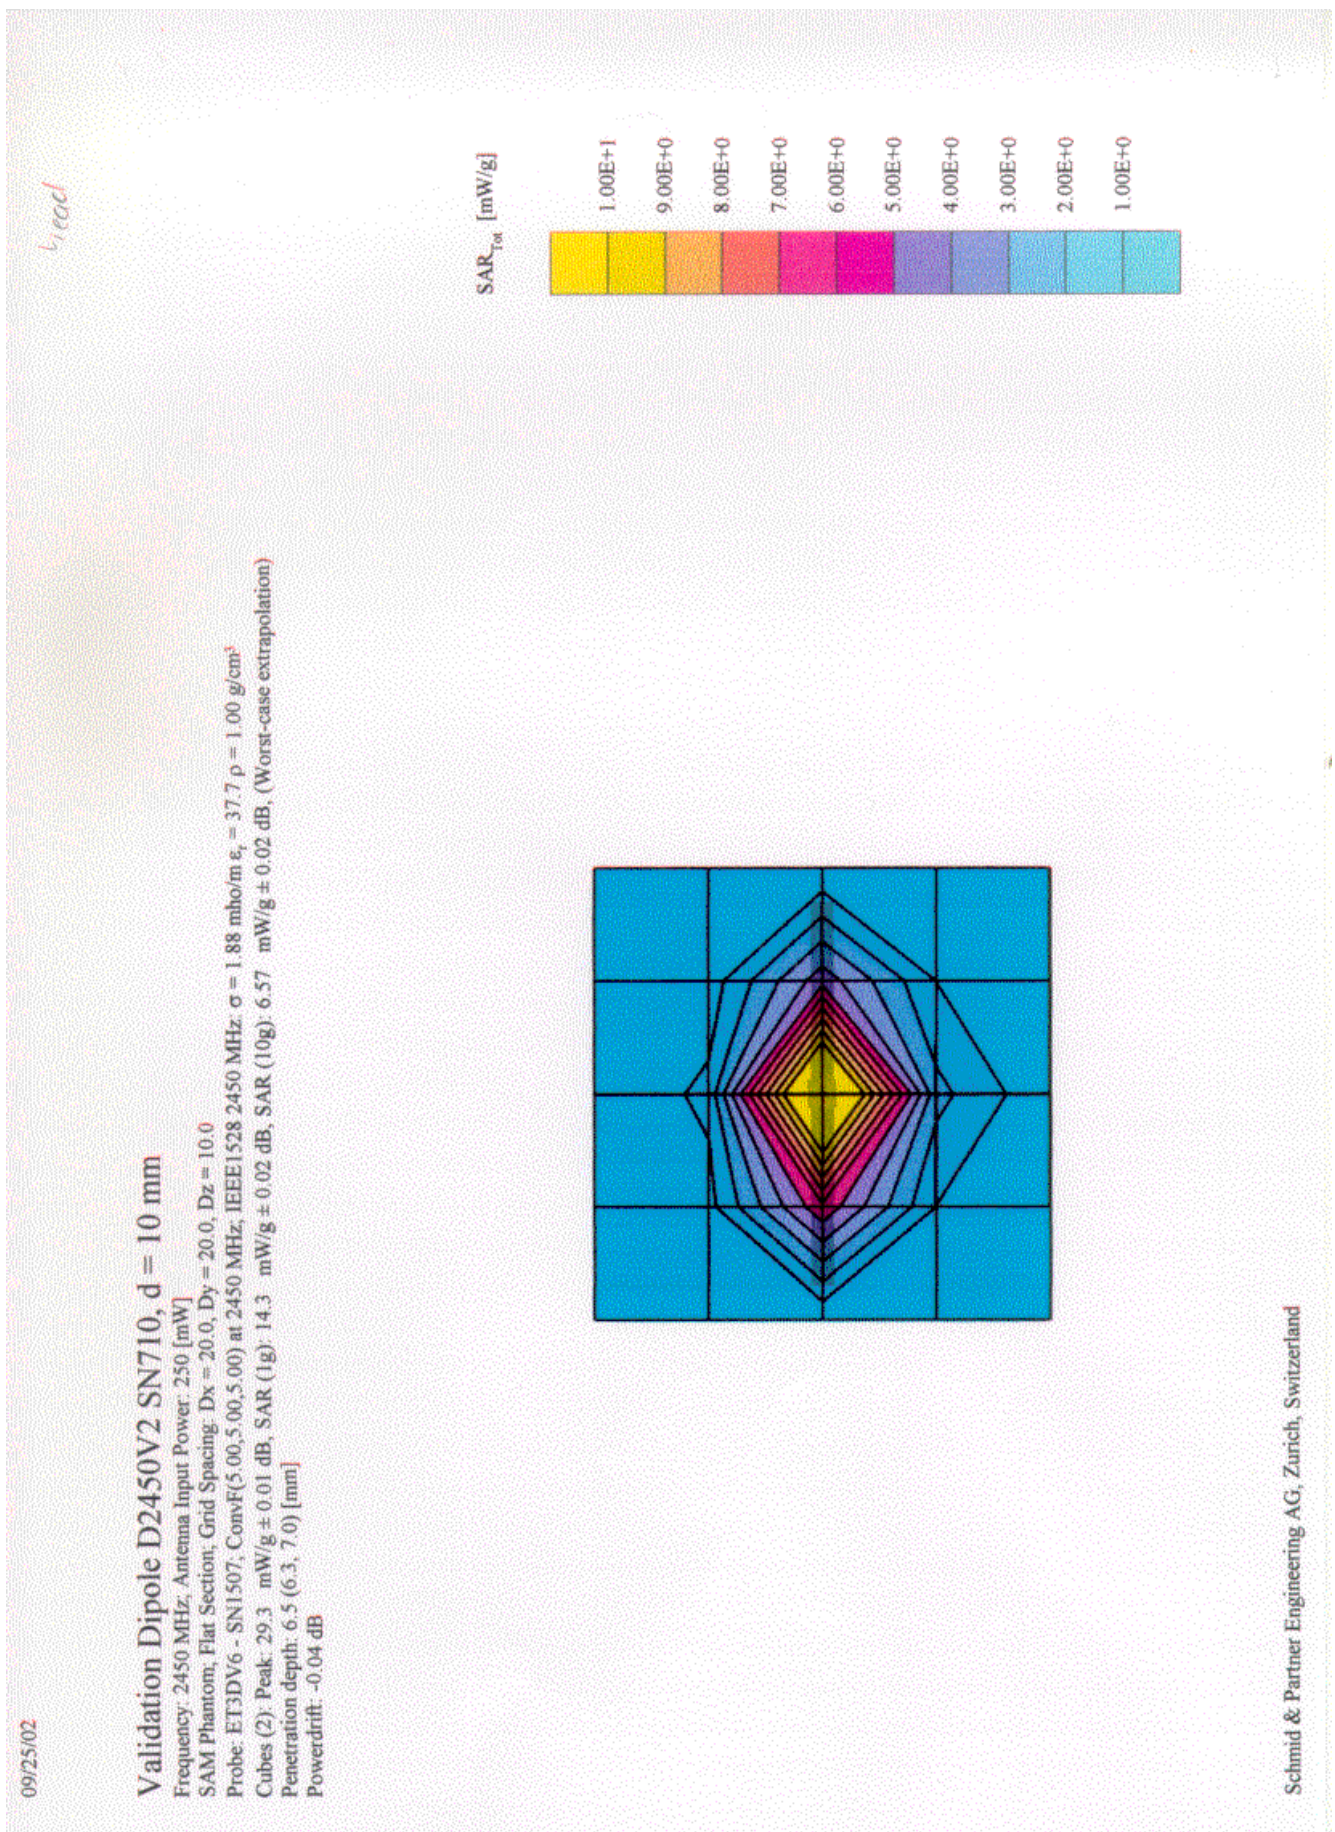 09/25/02
head
Validation Dipole D2450V2 SN710, d = 10 mm
Frequency: 2450 MHz; Antenna Input Power: 250 [mW]
SAM Phantom; Flat Section; Grid Spacing: Dx = 20.0, Dy = 20.0, Dz = 10.0
Probe: ET3DV6 - SN1507; ConvF(5.00,5.00,5.00) at 2450 MHz; IEEE1528 2450 MHz: σ = 1.88 mho/m εr = 37.7 ρ = 1.00 g/cm³
Cubes (2): Peak: 29.3 mW/g ± 0.01 dB, SAR (1g): 14.3 mW/g ± 0.02 dB, SAR (10g): 6.57 mW/g ± 0.02 dB, (Worst-case extrapolation)
Penetration depth: 6.5 (6.3, 7.0) [mm]
Powerdrift: -0.04 dB
SARTot [mW/g]
1.00E+1
9.00E+0
8.00E+0
7.00E+0
6.00E+0
5.00E+0
4.00E+0
3.00E+0
2.00E+0
1.00E+0
Schmid & Partner Engineering AG, Zurich, Switzerland